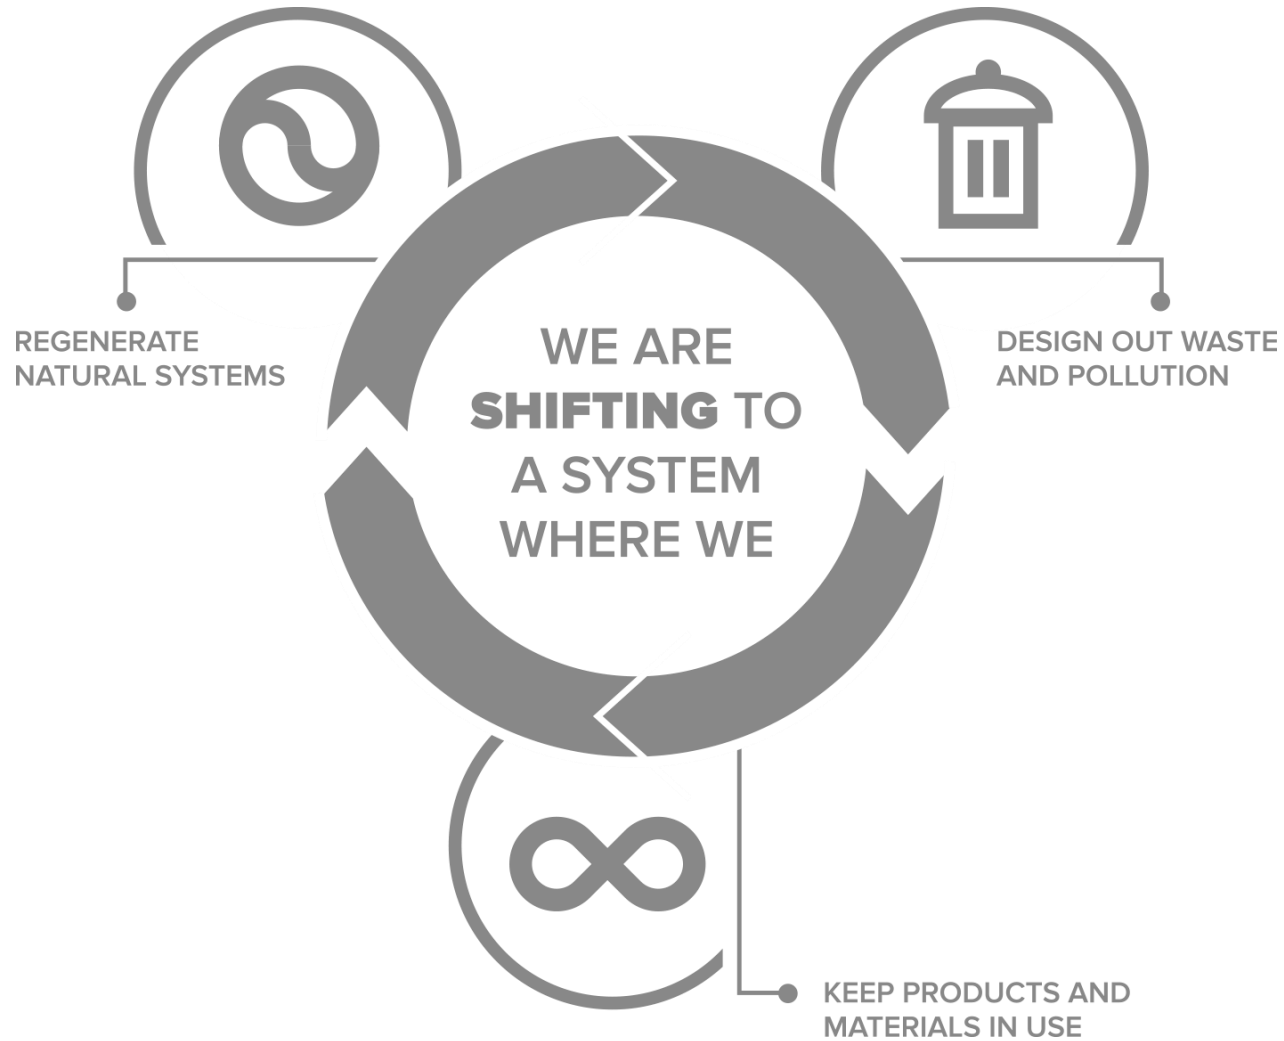 REGENERATE
NATURAL SYSTEMS
DESIGN OUT WASTE
AND POLLUTION
WE ARE
SHIFTING TO
A SYSTEM
WHERE WE
KEEP PRODUCTS AND
MATERIALS IN USE